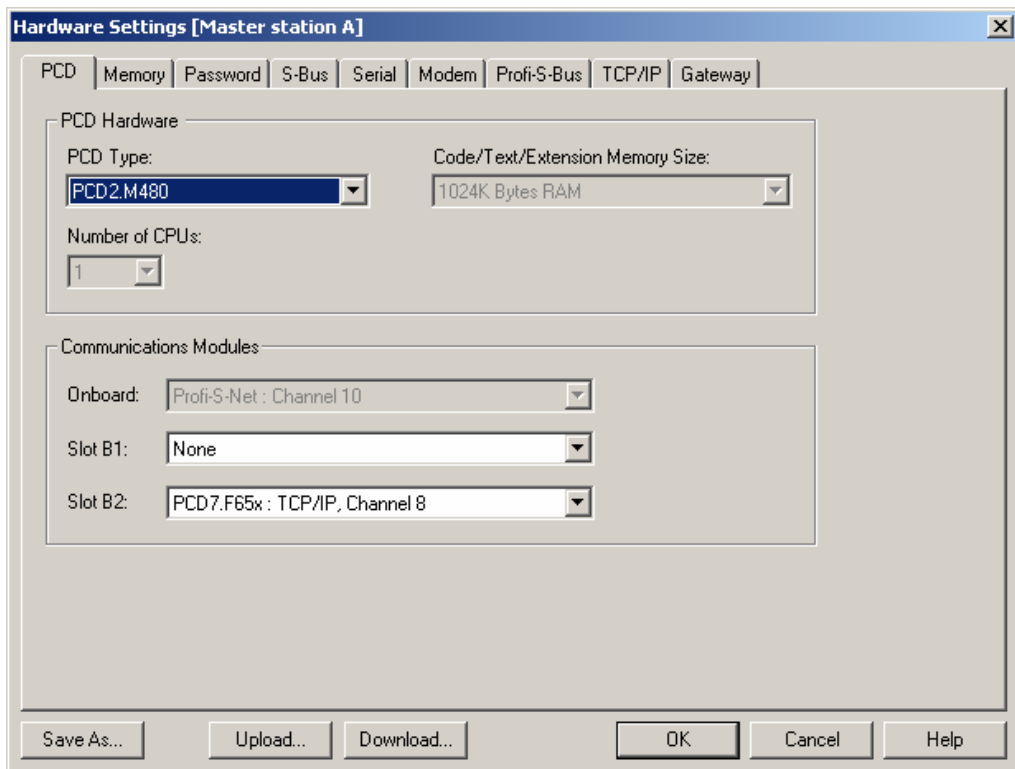 Hardware Settings [Master station A]
PCD Memory Password S-Bus Serial Modem Profi-S-Bus TCP/IP Gateway
PCD Hardware
PCD Type: Code/Text/Extension Memory Size:
PCD2.M480 1024K Bytes RAM
Number of CPUs:
1
Communications Modules
Onboard: Profi-S-Net : Channel 10
Slot B1: None
Slot B2: PCD7.F65x : TCP/IP, Channel 8
Save As... Upload... Download... OK Cancel Help